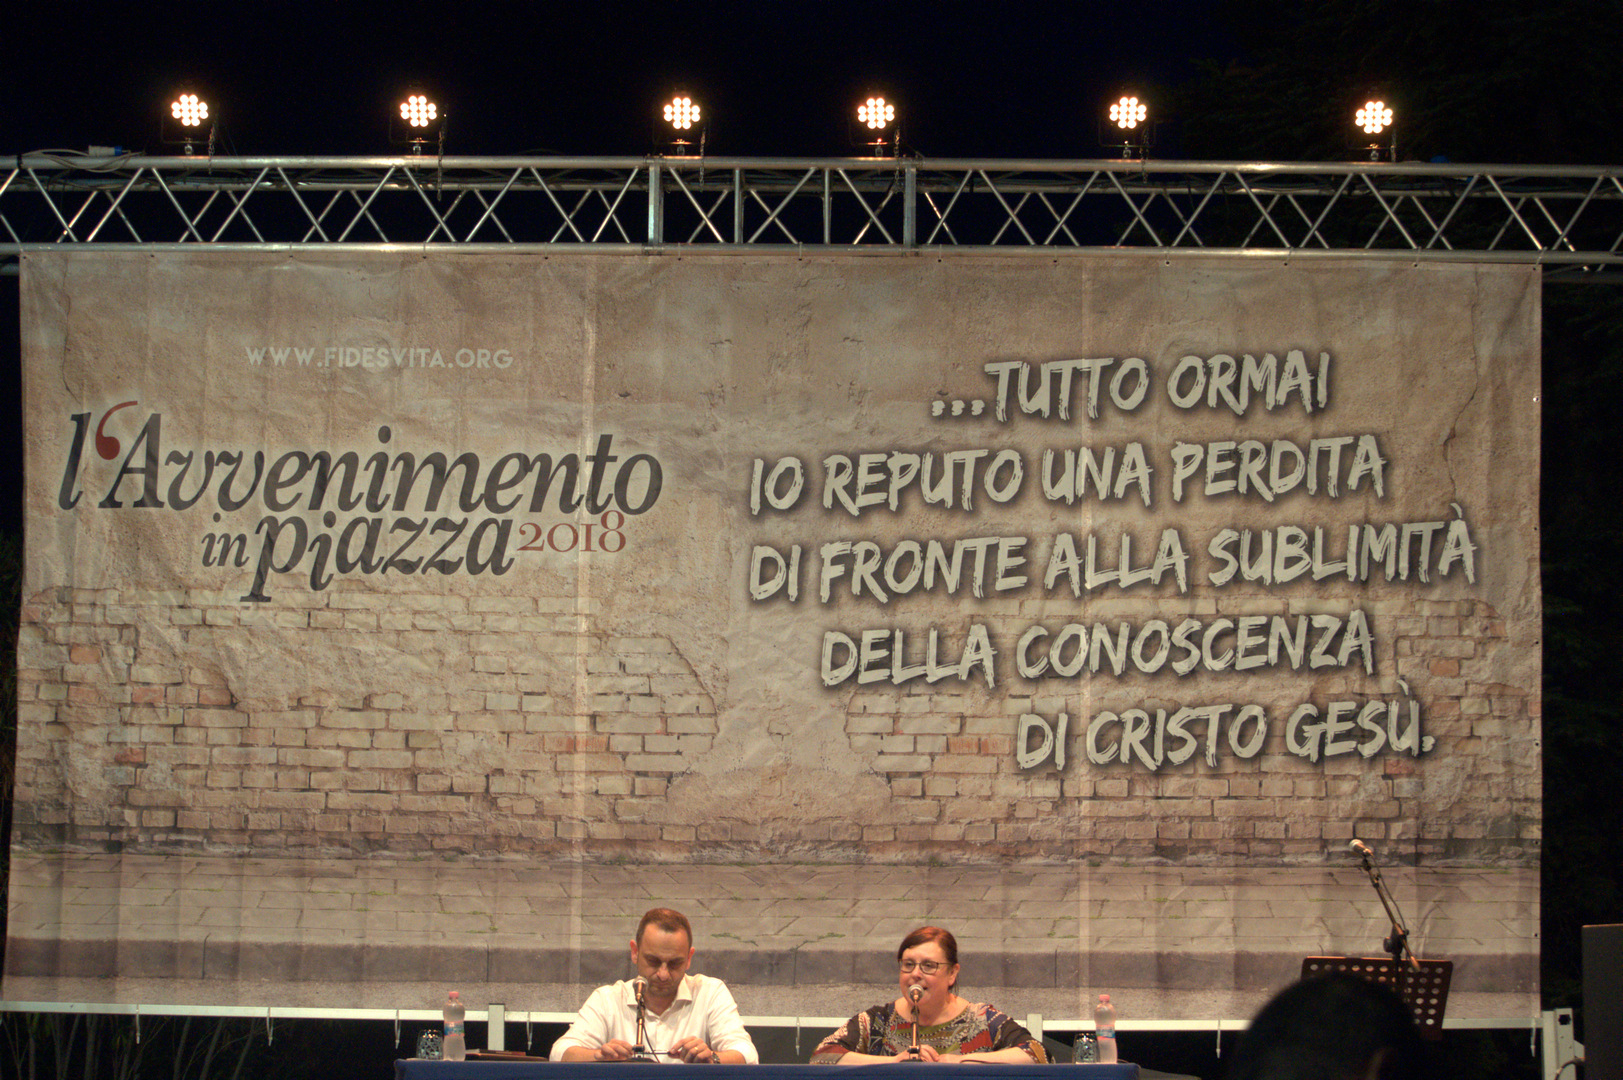 WWW.FIDESVITA.ORG
l'Avvenimento
in piazza 2018
...TUTTO ORMAI
IO REPUTO UNA PERDITA
DI FRONTE ALLA SUBLIMITÀ
DELLA CONOSCENZA
DI CRISTO GESÙ.